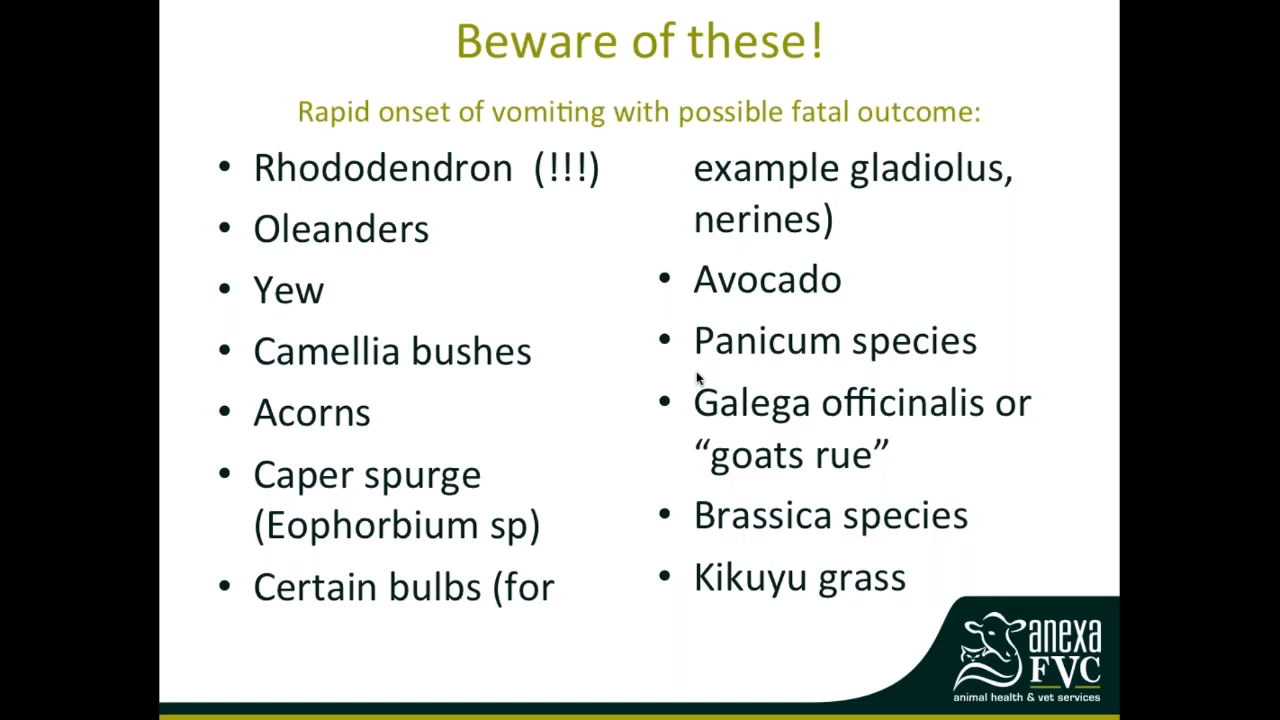 Beware of these!
Rapid onset of vomiting with possible fatal outcome:
• Rhododendron (!!!)
• Oleanders
• Yew
• Camellia bushes
• Acorns
• Caper spurge
(Eophorbium sp)
• Certain bulbs (for
example gladiolus,
nerines)
• Avocado
• Panicum species
• Galega officinalis or
“goats rue”
• Brassica species
• Kikuyu grass
anexa
FVC
animal health & vet services